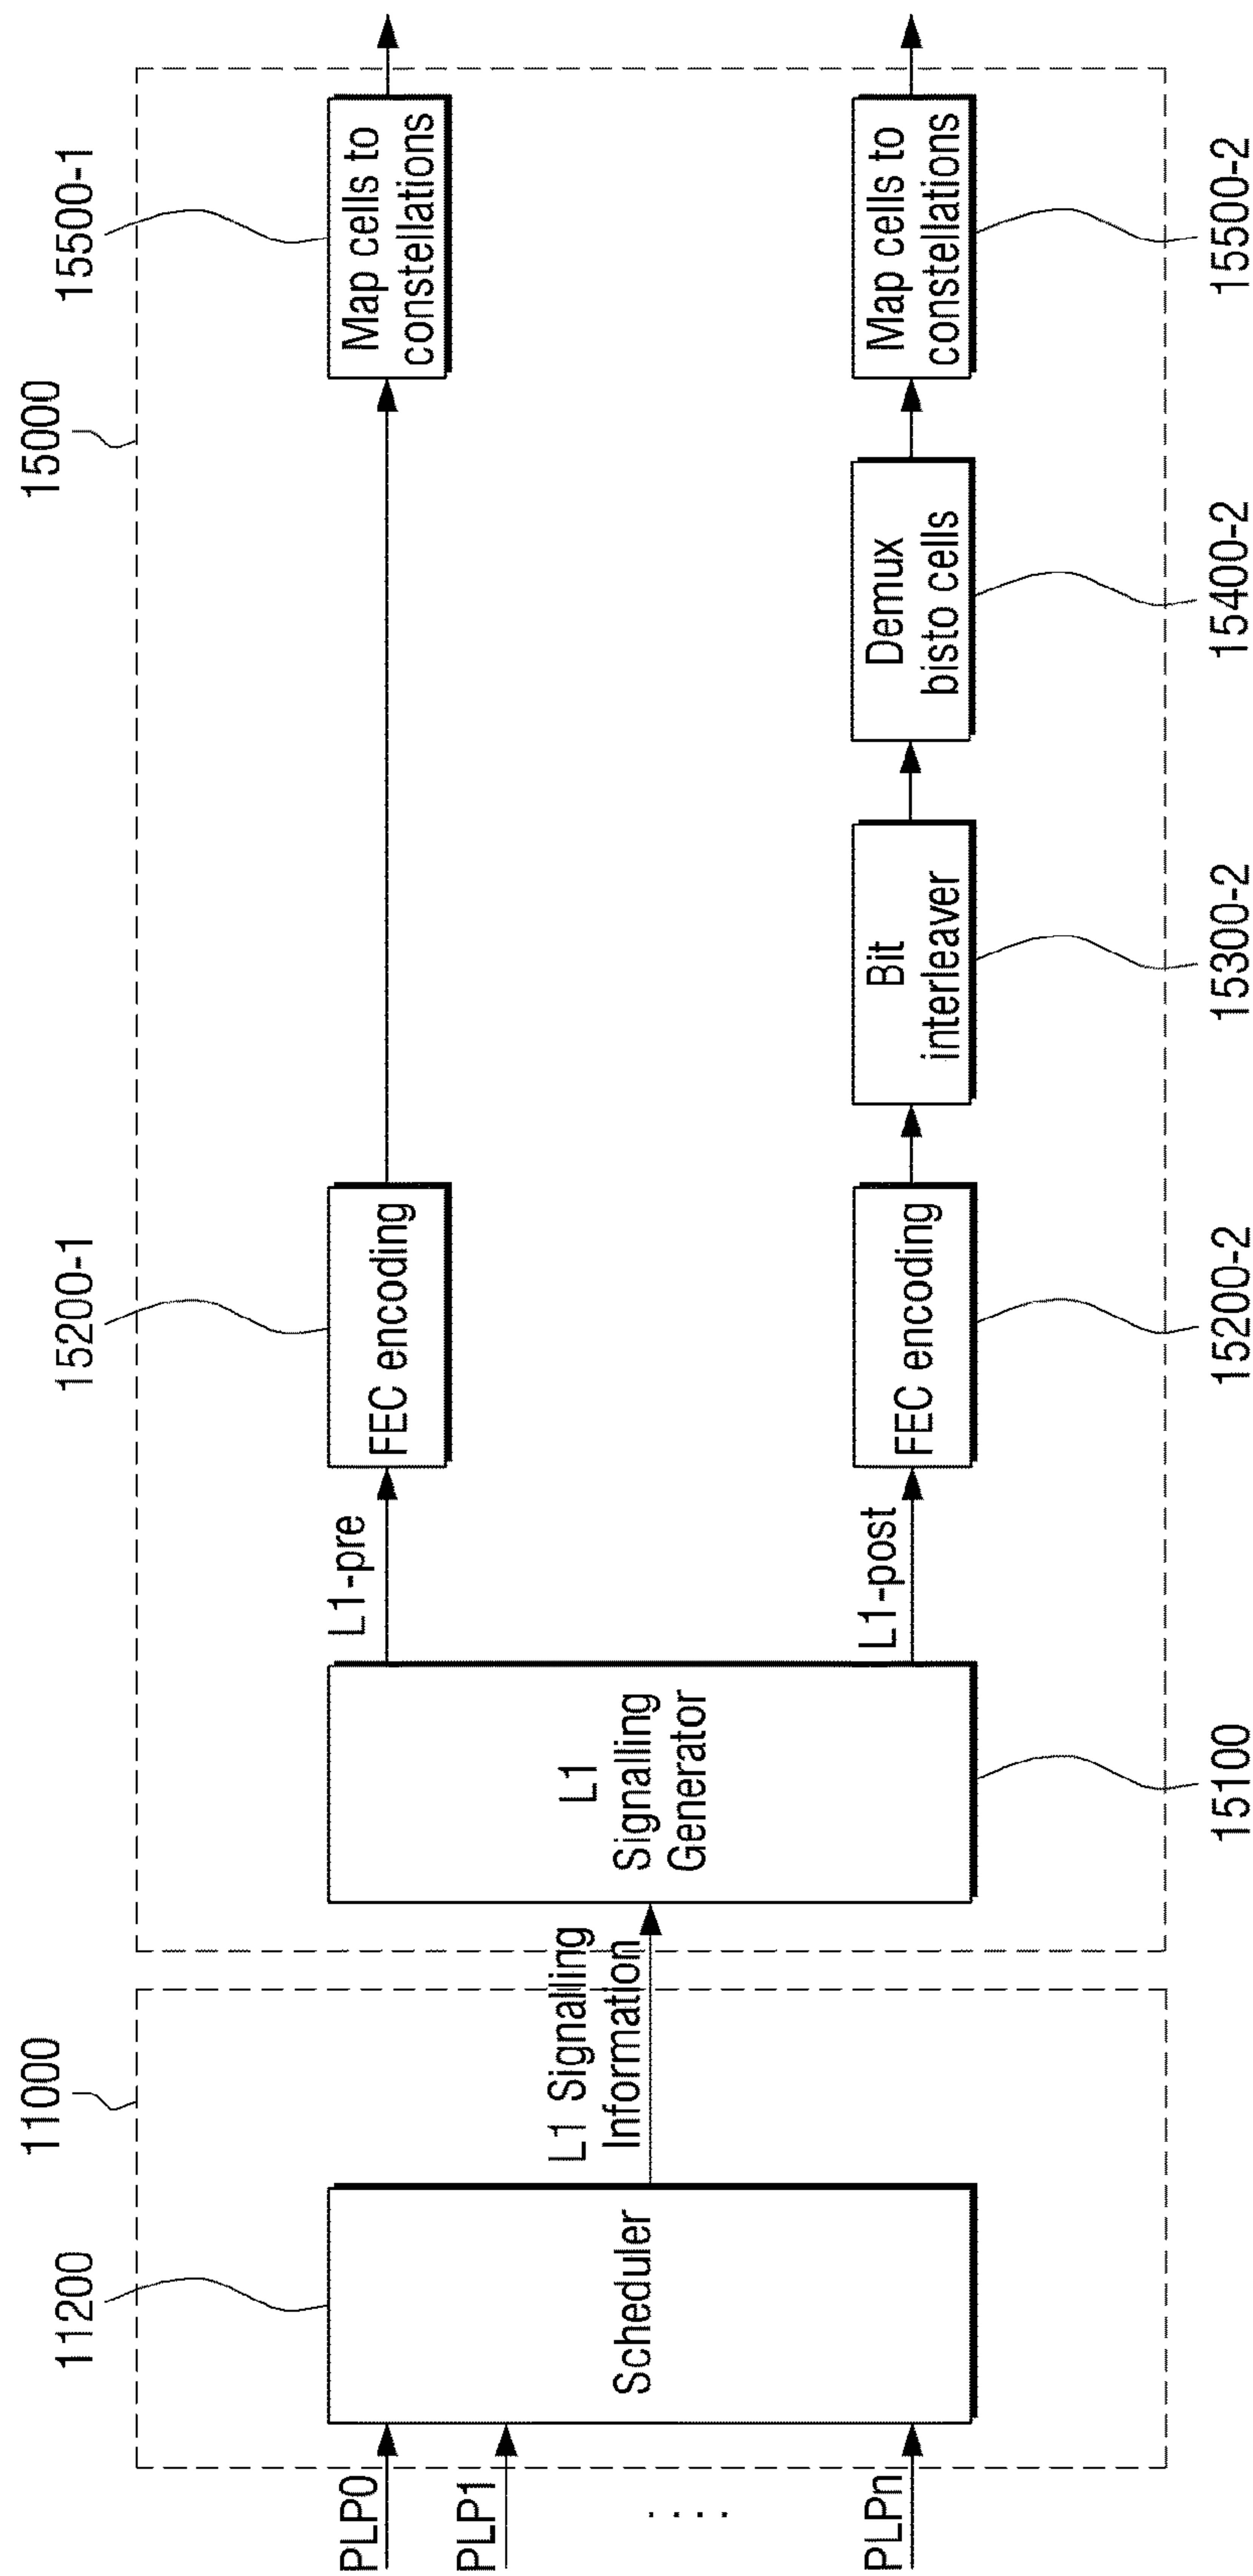 11000
15000
11200
15200-1
15500-1
PLP0
PLP1
. . . .
PLPn
Scheduler
L1 Signalling
Information
L1
Signalling
Generator
L1-pre
FEC encoding
Map cells to
constellations
L1-post
FEC encoding
Bit
interleaver
Demux
bisto cells
Map cells to
constellations
15100
15200-2
15300-2
15400-2
15500-2